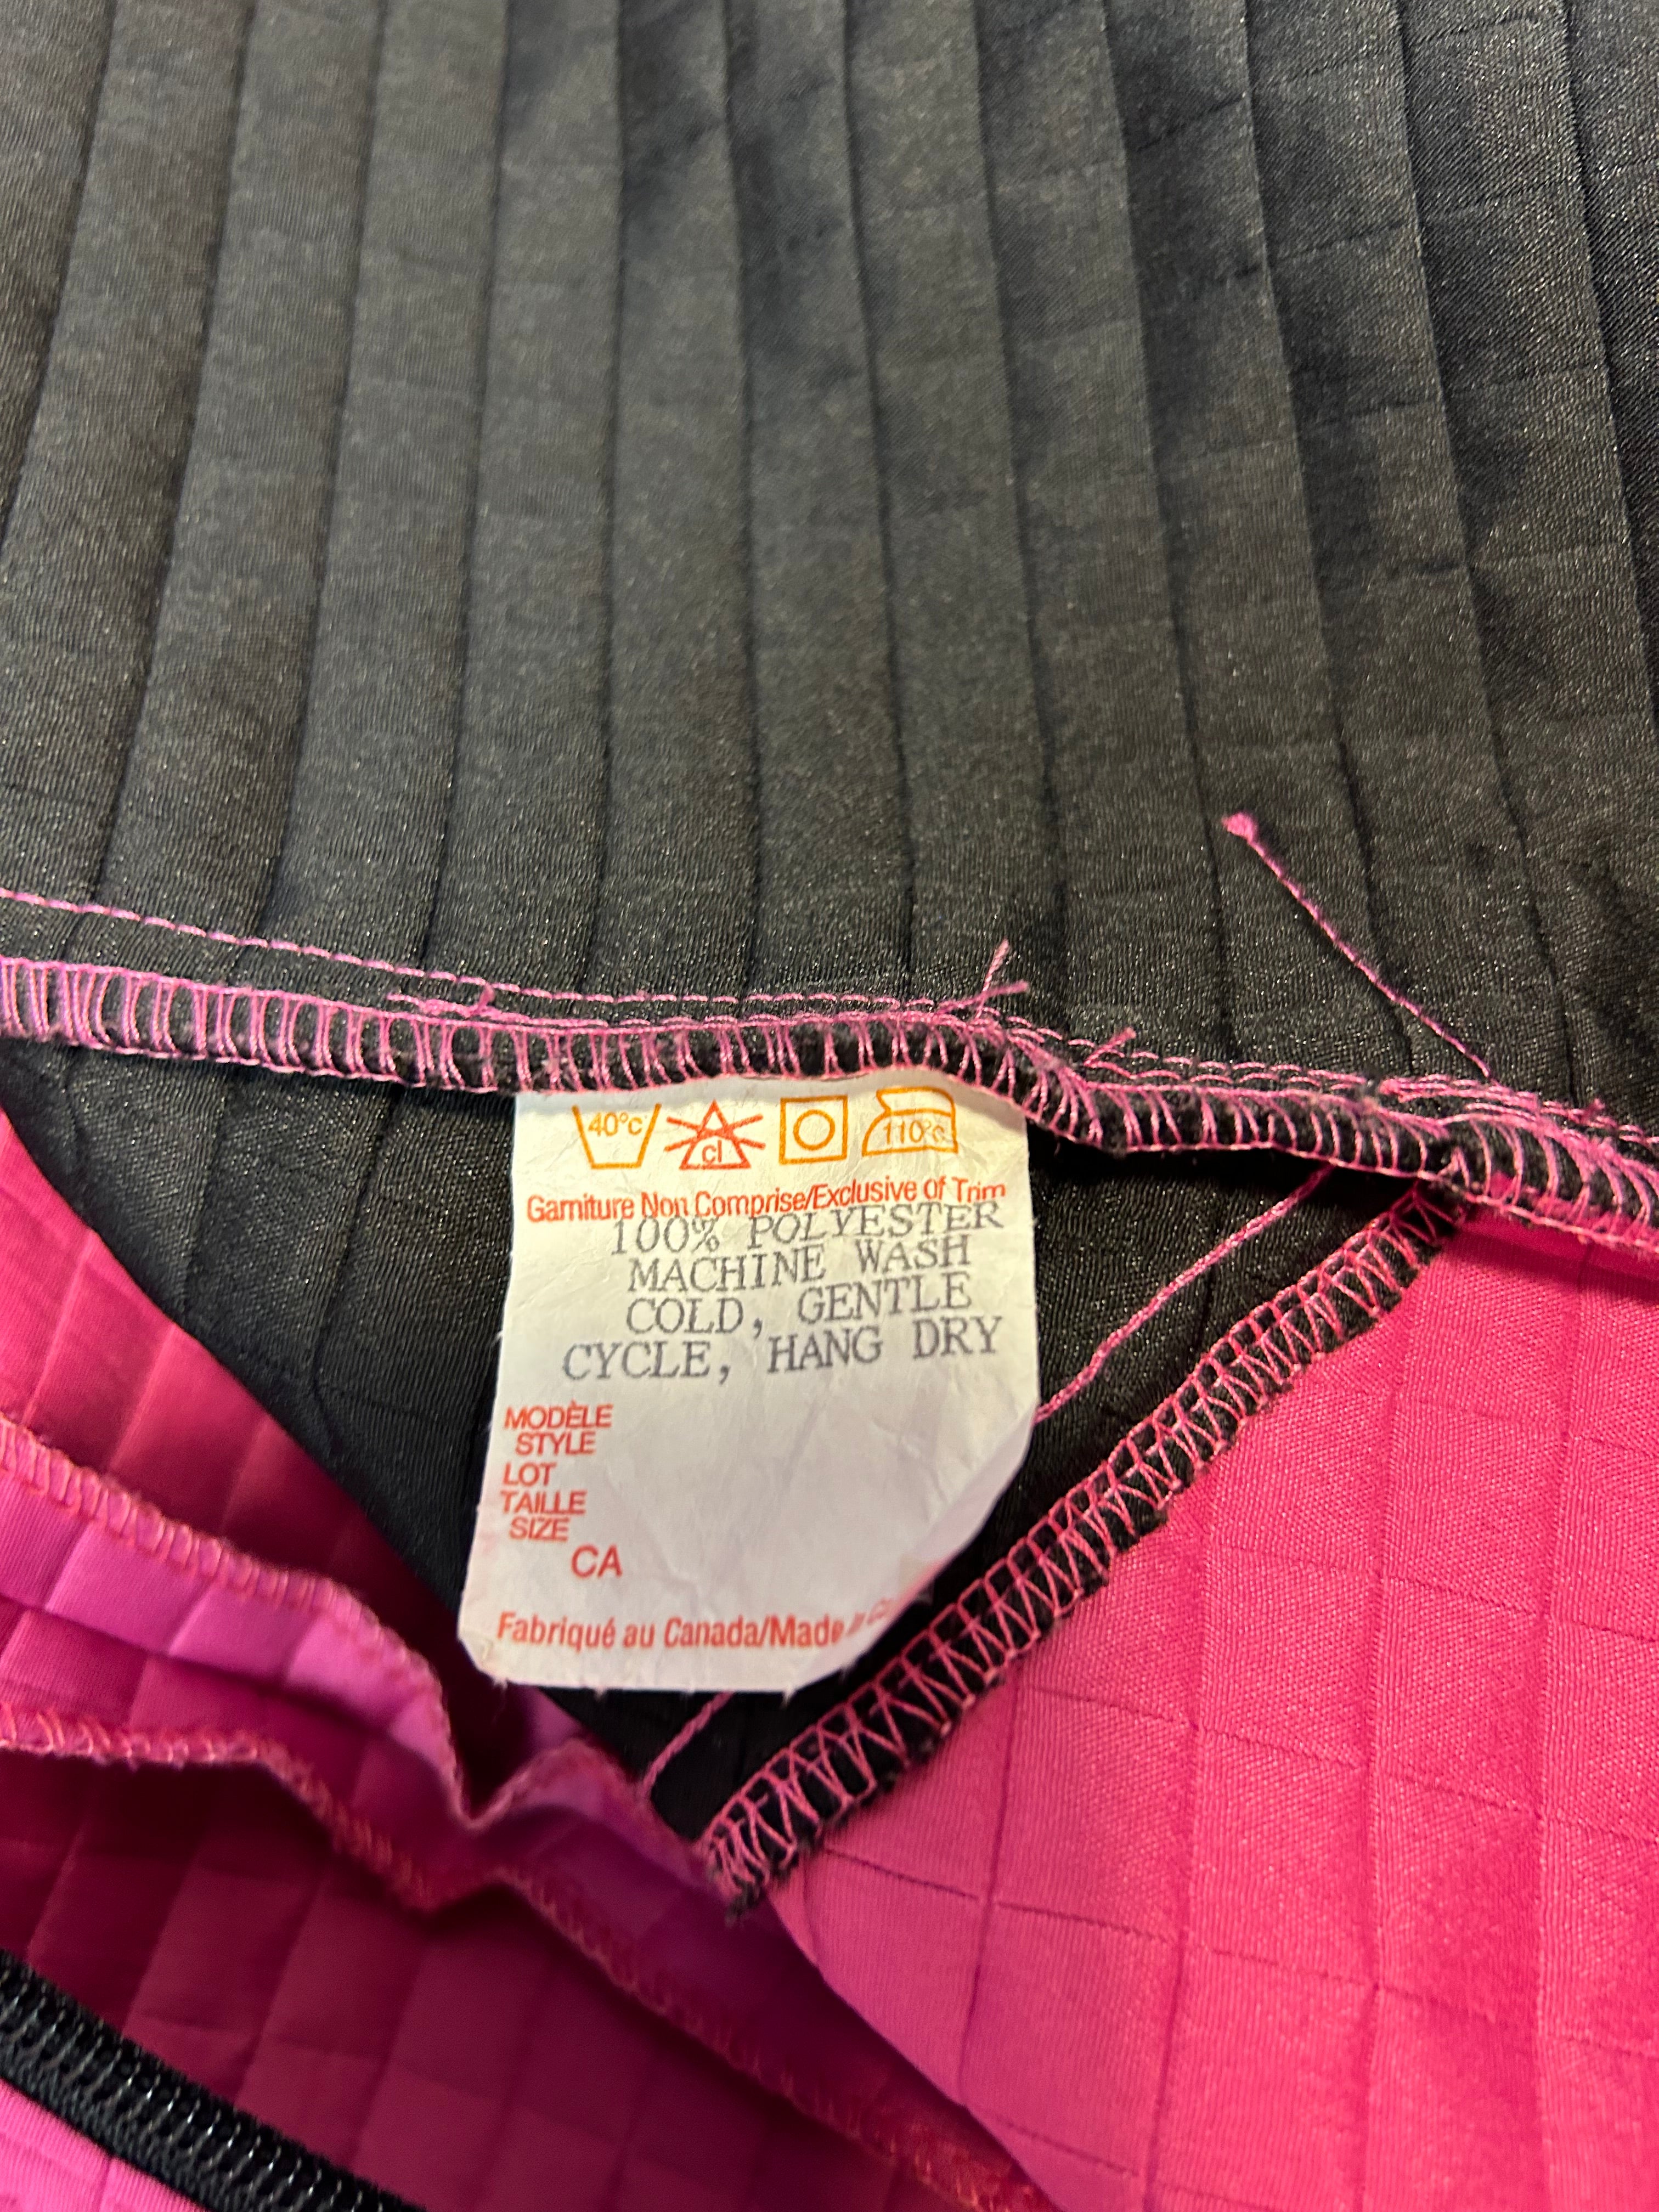 40°c cl 110°c
Garniture Non Comprise/Exclusive of Trim
100% POLYESTER
MACHINE WASH
COLD, GENTLE
CYCLE, HANG DRY
MODÈLE
STYLE
LOT
TAILLE
SIZE
CA
Fabriqué au Canada/Made